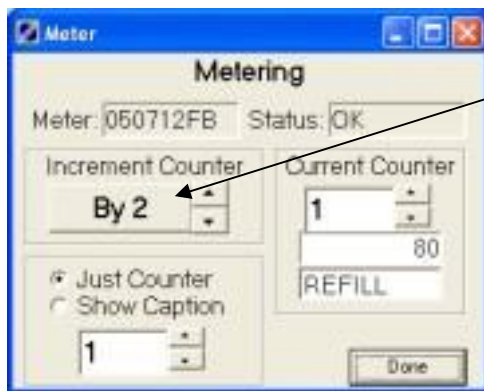 Meter
Metering
Meter: 050712FB Status: OK
Increment Counter
By 2
Current Counter
1
80
REFILL
Just Counter
Show Caption
1
Done